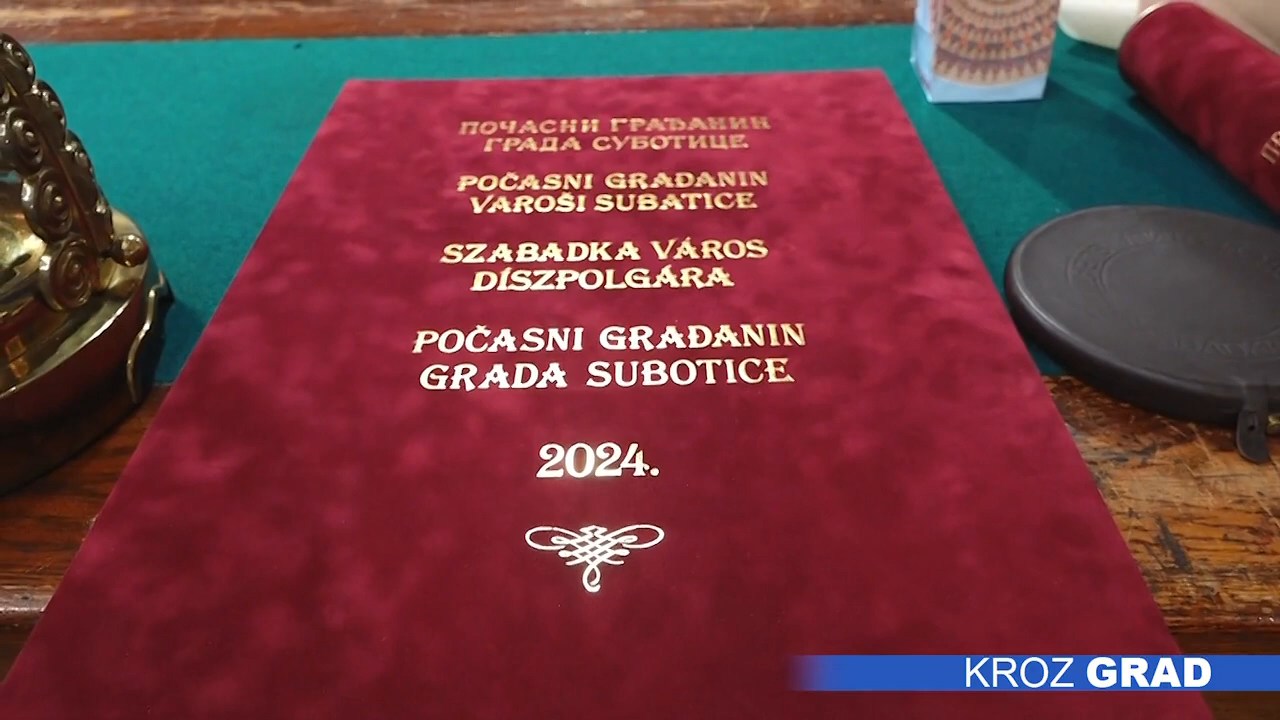 ПОЧАСНИ ГРАЂАНИН
ГРАДА СУБОТИЦЕ
POČASNI GRAĐANIN
VAROŠI SUBATICE
SZABADKA VÁROS
DÍSZPOLGÁRA
POČASNI GRAĐANIN
GRADA SUBOTICE
2024.
KROZ GRAD